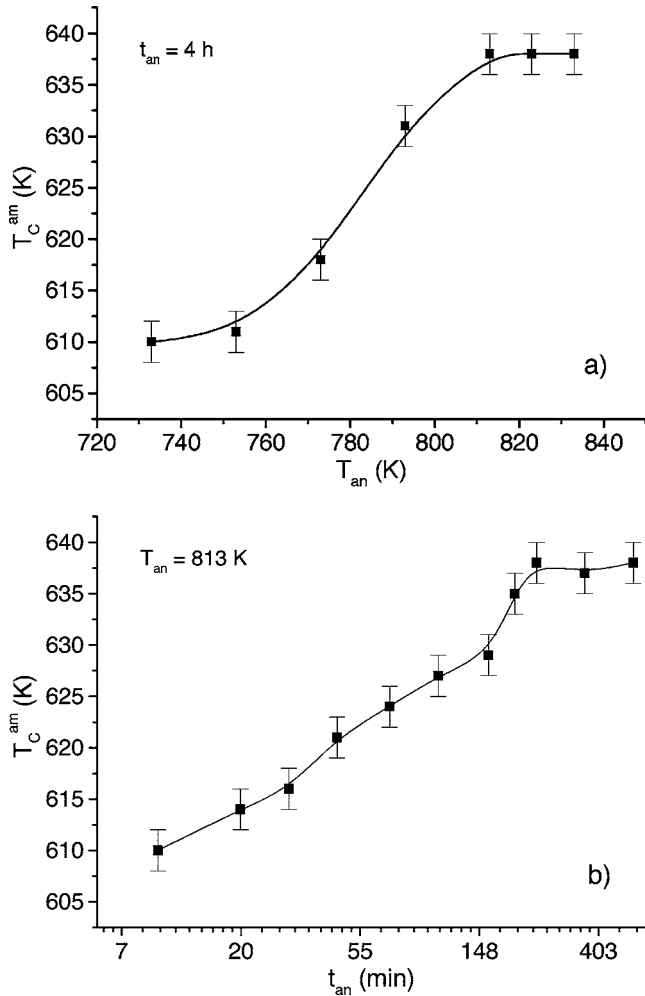 640
635
630
625
620
615
610
605
T_C^am (K)
t_an = 4 h
a)
720 740 760 780 800 820 840
T_an (K)
640
635
630
625
620
615
610
605
T_C^am (K)
T_an = 813 K
b)
7 20 55 148 403
t_an (min)